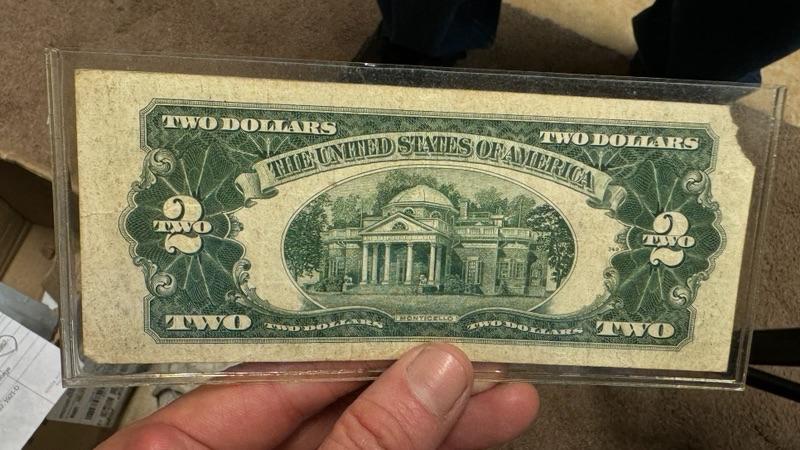 TWO DOLLARS
TWO DOLLARS
THE UNITED STATES OF AMERICA
2
TWO
2
TWO
MONTICELLO
TWO
TWO DOLLARS
TWO DOLLARS
TWO